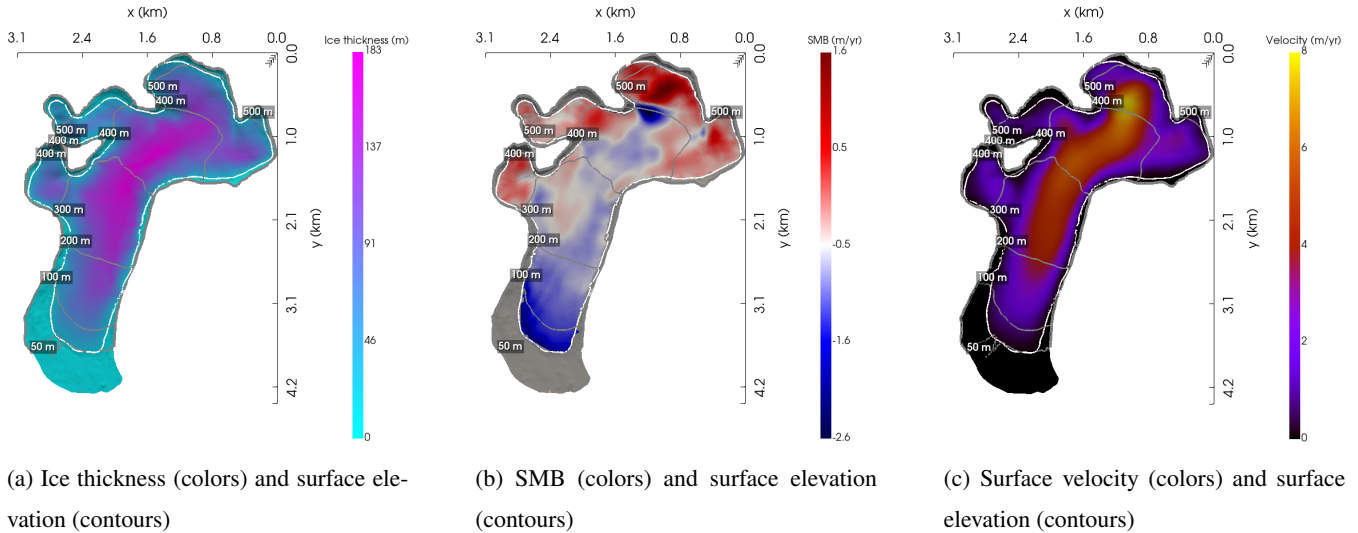 x (km)
3.1 2.4 1.6 0.8 0.0
Ice thickness (m)
183
137
91
46
0
0.0
1.0
2.1
3.1
4.2
y (km)
500 m
400 m
500 m
500 m
400 m
400 m
400 m
300 m
200 m
100 m
50 m
(a) Ice thickness (colors) and surface ele-
vation (contours)
x (km)
3.1 2.4 1.6 0.8 0.0
SMB (m/yr)
1.6
0.5
-0.5
-1.6
-2.6
0.0
1.0
2.1
3.1
4.2
y (km)
500 m
400 m
500 m
500 m
400 m
400 m
400 m
300 m
200 m
100 m
50 m
(b) SMB (colors) and surface elevation
(contours)
x (km)
3.1 2.4 1.6 0.8 0.0
Velocity (m/yr)
8
6
4
2
0
0.0
1.0
2.1
3.1
4.2
y (km)
500 m
400 m
500 m
500 m
400 m
400 m
400 m
300 m
200 m
100 m
50 m
(c) Surface velocity (colors) and surface
elevation (contours)